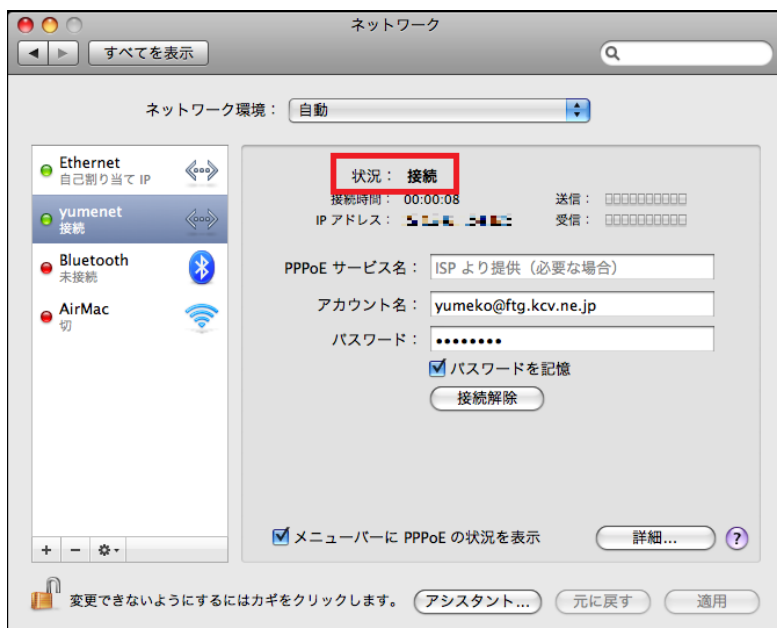 ネットワーク
すべてを表示
ネットワーク環境： 自動
Ethernet
自己割り当て IP
yumenet
接続
Bluetooth
未接続
AirMac
切
状況： 接続
接続時間： 00:00:08 送信：
IP アドレス： 受信：
PPPoE サービス名： ISP より提供（必要な場合）
アカウント名： yumeko@ftg.kcv.ne.jp
パスワード： ••••••••
パスワードを記憶
接続解除
メニューバーに PPPoE の状況を表示
詳細...
?
変更できないようにするにはカギをクリックします。
アシスタント...
元に戻す
適用